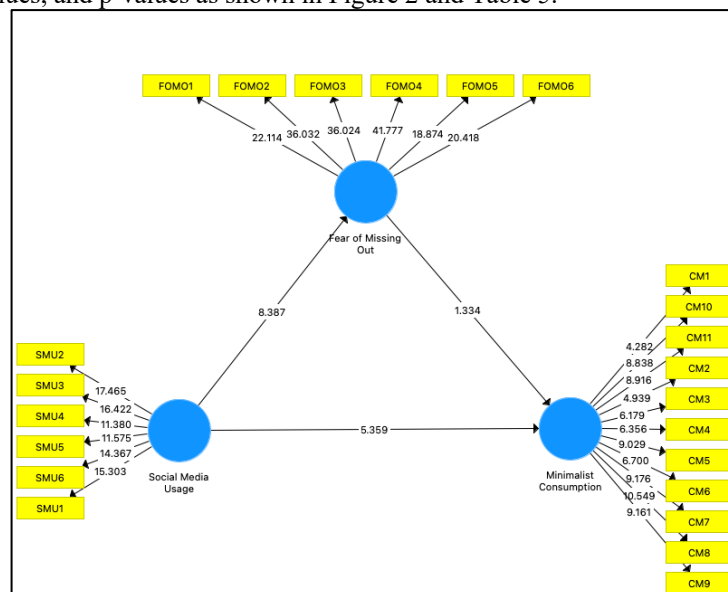 and p values as shown in Figure 2 and Table 5.
FOMO1 FOMO2 FOMO3 FOMO4 FOMO5 FOMO6
22.114 36.032 36.024 41.777 18.874 20.418
Fear of Missing
Out
8.387
1.334
SMU2
SMU3
SMU4
SMU5
SMU6
SMU1
17.465
16.422
11.380
11.575
14.367
15.303
Social Media
Usage
5.359
Minimalist
Consumption
4.282
8.838
8.916
4.939
6.179
6.356
9.029
6.700
9.176
10.549
9.161
CM1
CM10
CM11
CM2
CM3
CM4
CM5
CM6
CM7
CM8
CM9